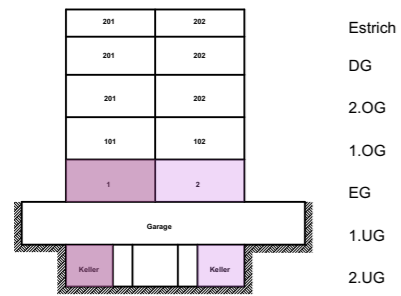 201 202 Estrich
201 202 DG
201 202 2.OG
101 102 1.OG
1 2 EG
Garage 1.UG
Keller Keller 2.UG